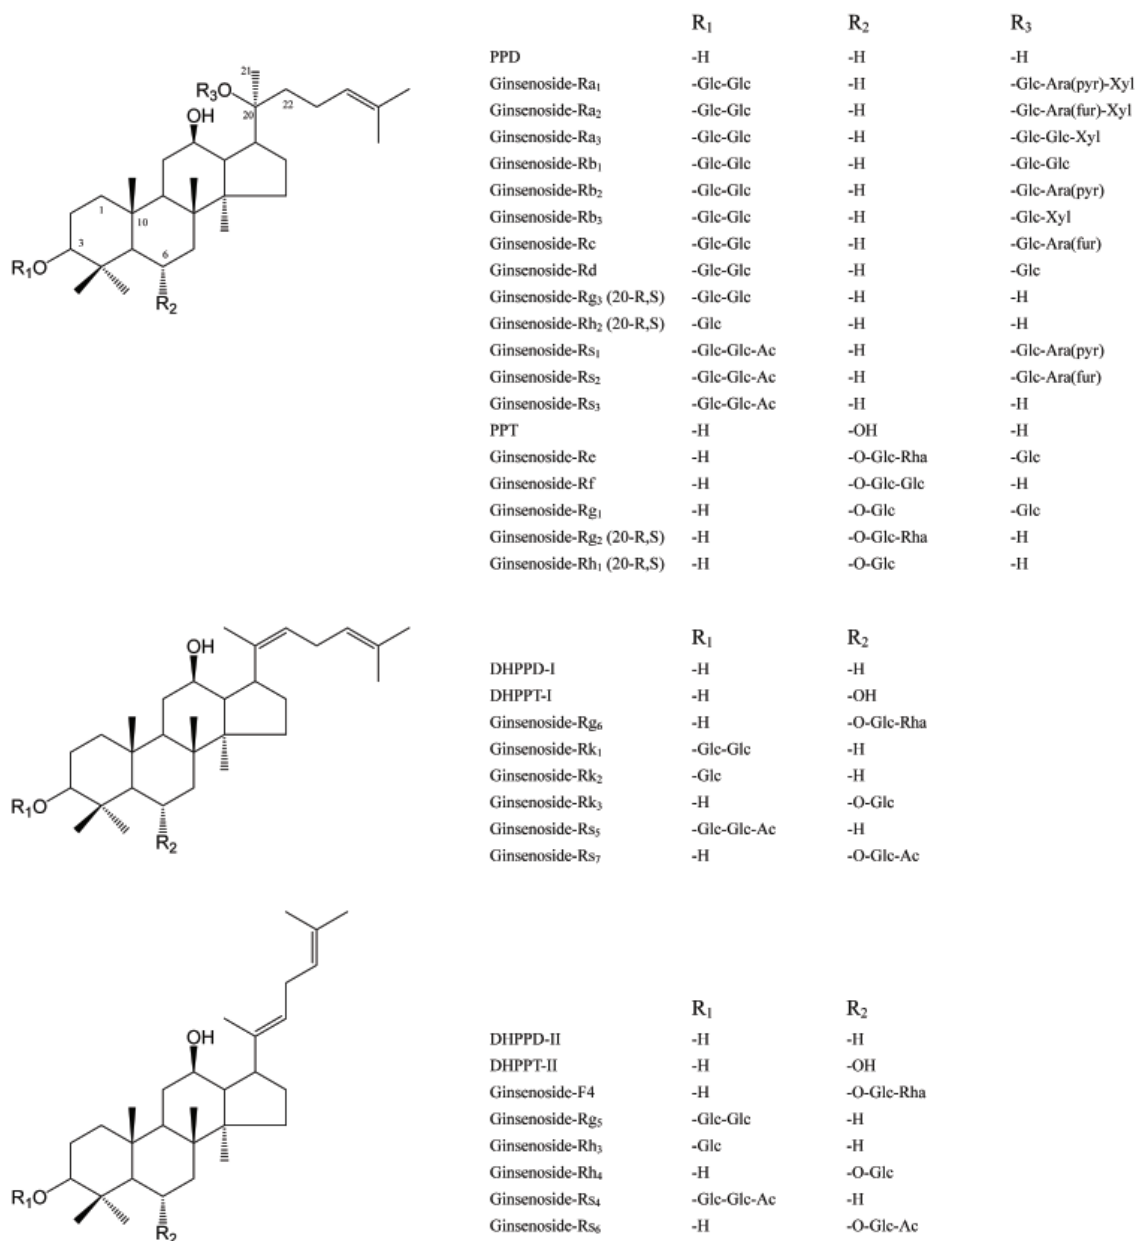 R₁ R₂ R₃
PPD -H -H -H
Ginsenoside-Ra₁ -Glc-Glc -H -Glc-Ara(pyr)-Xyl
Ginsenoside-Ra₂ -Glc-Glc -H -Glc-Ara(fur)-Xyl
Ginsenoside-Ra₃ -Glc-Glc -H -Glc-Glc-Xyl
Ginsenoside-Rb₁ -Glc-Glc -H -Glc-Glc
Ginsenoside-Rb₂ -Glc-Glc -H -Glc-Ara(pyr)
Ginsenoside-Rb₃ -Glc-Glc -H -Glc-Xyl
Ginsenoside-Rc -Glc-Glc -H -Glc-Ara(fur)
Ginsenoside-Rd -Glc-Glc -H -Glc
Ginsenoside-Rg₃ (20-R,S) -Glc-Glc -H -H
Ginsenoside-Rh₂ (20-R,S) -Glc -H -H
Ginsenoside-Rs₁ -Glc-Glc-Ac -H -Glc-Ara(pyr)
Ginsenoside-Rs₂ -Glc-Glc-Ac -H -Glc-Ara(fur)
Ginsenoside-Rs₃ -Glc-Glc-Ac -H -H
PPT -H -OH -H
Ginsenoside-Re -H -O-Glc-Rha -Glc
Ginsenoside-Rf -H -O-Glc-Glc -H
Ginsenoside-Rg₁ -H -O-Glc -Glc
Ginsenoside-Rg₂ (20-R,S) -H -O-Glc-Rha -H
Ginsenoside-Rh₁ (20-R,S) -H -O-Glc -H
21
R₃O
22
20
OH
1
10
3
6
R₁O
R₂
R₁ R₂
DHPPD-I -H -H
DHPPT-I -H -OH
Ginsenoside-Rg₆ -H -O-Glc-Rha
Ginsenoside-Rk₁ -Glc-Glc -H
Ginsenoside-Rk₂ -Glc -H
Ginsenoside-Rk₃ -H -O-Glc
Ginsenoside-Rs₅ -Glc-Glc-Ac -H
Ginsenoside-Rs₇ -H -O-Glc-Ac
OH
R₁O
R₂
R₁ R₂
DHPPD-II -H -H
DHPPT-II -H -OH
Ginsenoside-F4 -H -O-Glc-Rha
Ginsenoside-Rg₅ -Glc-Glc -H
Ginsenoside-Rh₃ -Glc -H
Ginsenoside-Rh₄ -H -O-Glc
Ginsenoside-Rs₄ -Glc-Glc-Ac -H
Ginsenoside-Rs₆ -H -O-Glc-Ac
OH
R₁O
R₂